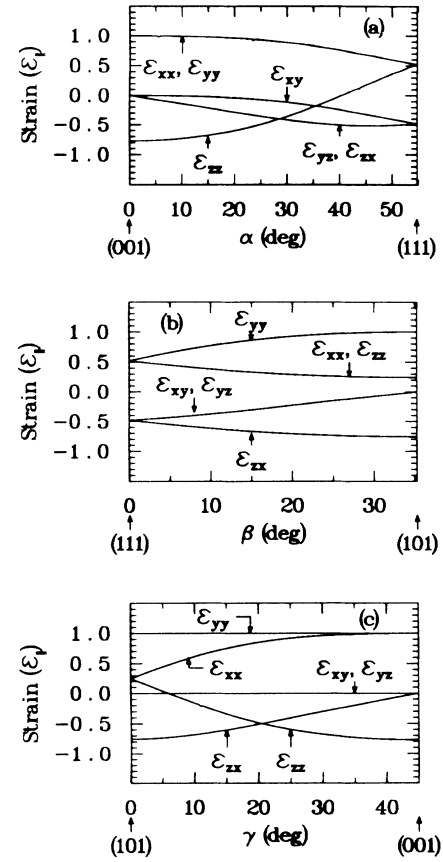 (a)
1.0
0.5
0.0
-0.5
-1.0
Strain (ε∥)
εxx, εyy
εxy
εzz
εyz, εzx
0 10 20 30 40 50
α (deg)
(001) (111)
(b)
1.0
0.5
0.0
-0.5
-1.0
Strain (ε∥)
εyy
εxx, εzz
εxy, εyz
εzx
0 10 20 30
β (deg)
(111) (101)
(c)
1.0
0.5
0.0
-0.5
-1.0
Strain (ε∥)
εyy
εxx
εxy, εyz
εzx
εzz
0 10 20 30 40
γ (deg)
(101) (001)